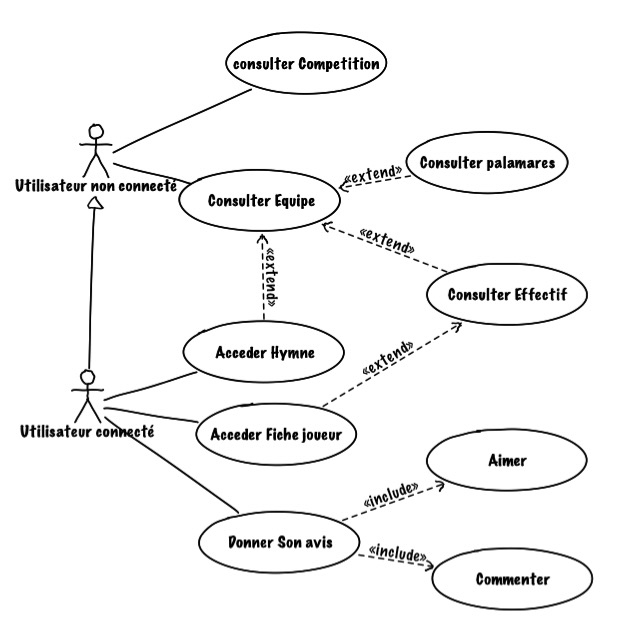 consulter Competition
Consulter palamares
«extend»
Utilisateur non connecté
Consulter Equipe
«extend»
«extend»
Consulter Effectif
Acceder Hymne
«extend»
Utilisateur connecté
Acceder Fiche joueur
Aimer
«include»
Donner Son avis
«include»
Commenter